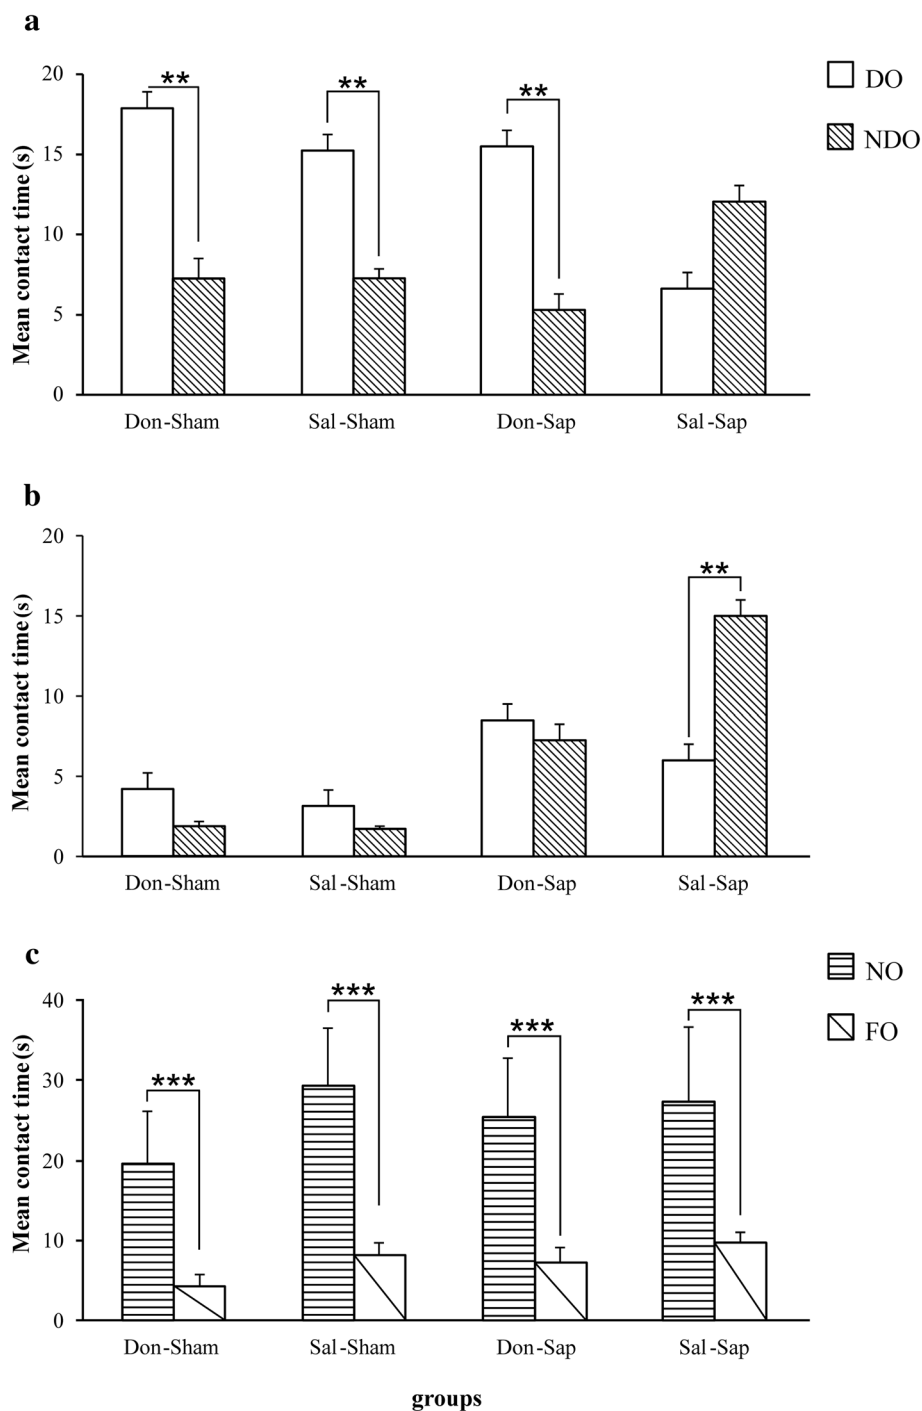 a
20
15
10
5
0
Mean contact time(s)
**
**
**
DO
NDO
Don-Sham
Sal-Sham
Don-Sap
Sal-Sap
b
20
15
10
5
0
Mean contact time(s)
**
Don-Sham
Sal-Sham
Don-Sap
Sal-Sap
c
40
30
20
10
0
Mean contact time(s)
***
***
***
***
NO
FO
Don-Sham
Sal-Sham
Don-Sap
Sal-Sap
groups